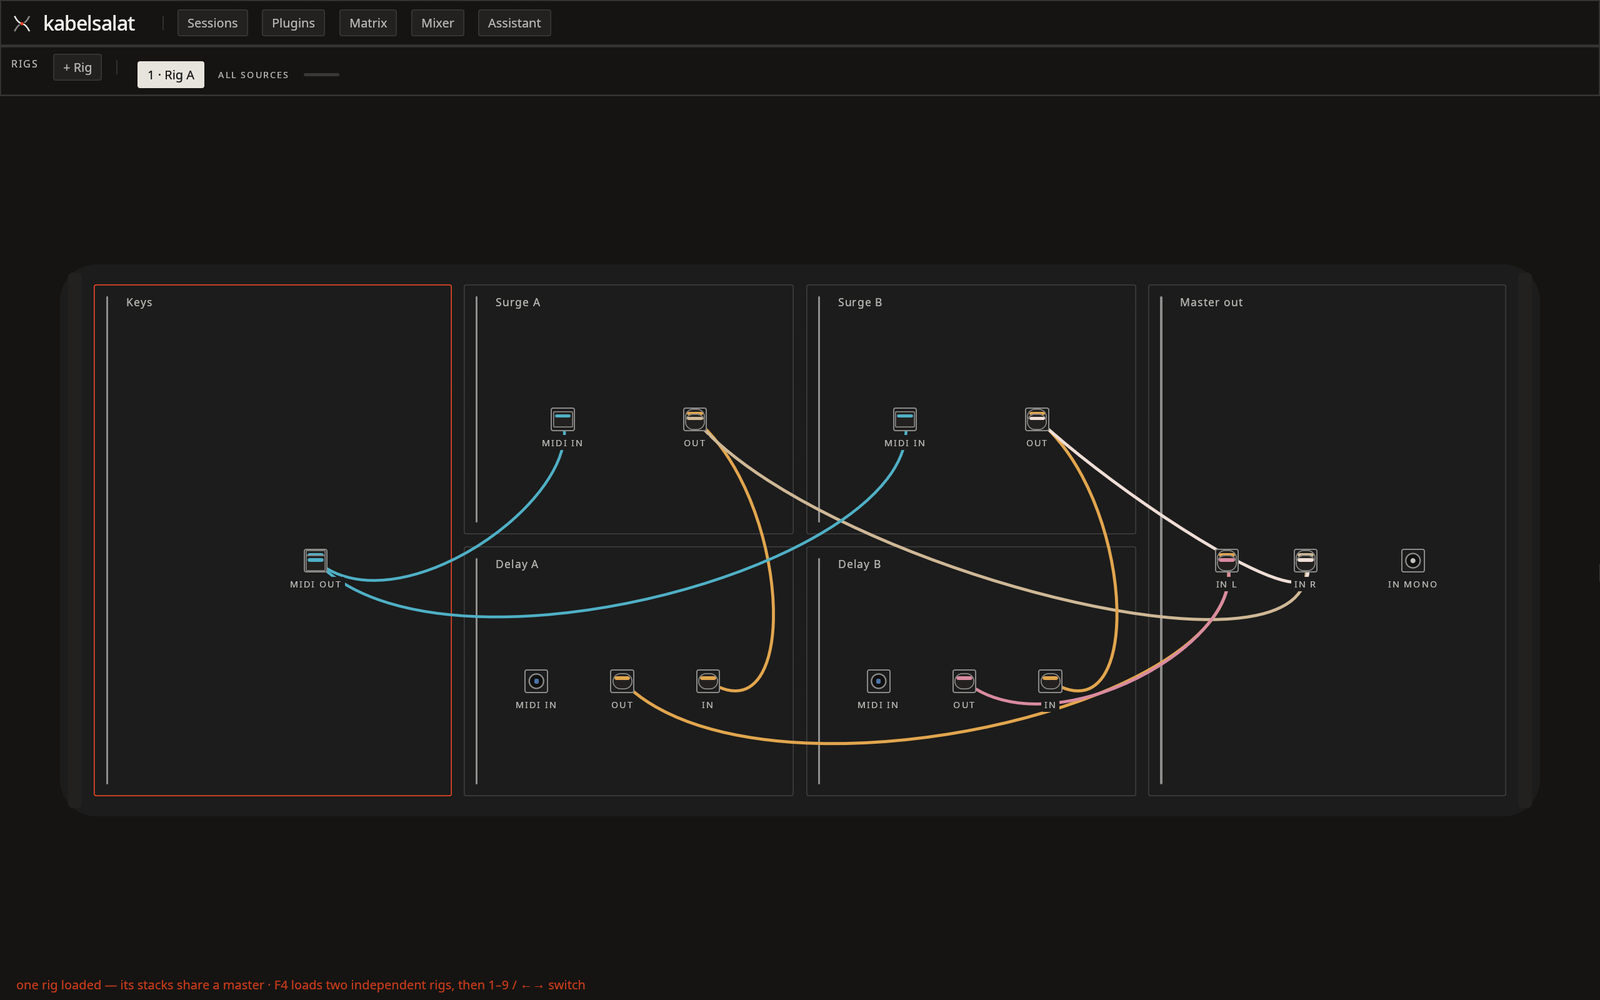 kabelsalat
Sessions
Plugins
Matrix
Mixer
Assistant
RIGS
+ Rig
1 · Rig A
ALL SOURCES
Keys
Surge A
Surge B
Master out
MIDI IN
OUT
MIDI IN
OUT
Delay A
Delay B
MIDI OUT
IN L
IN R
IN MONO
MIDI IN
OUT
IN
MIDI IN
OUT
IN
one rig loaded — its stacks share a master · F4 loads two independent rigs, then 1–9 / ←→ switch